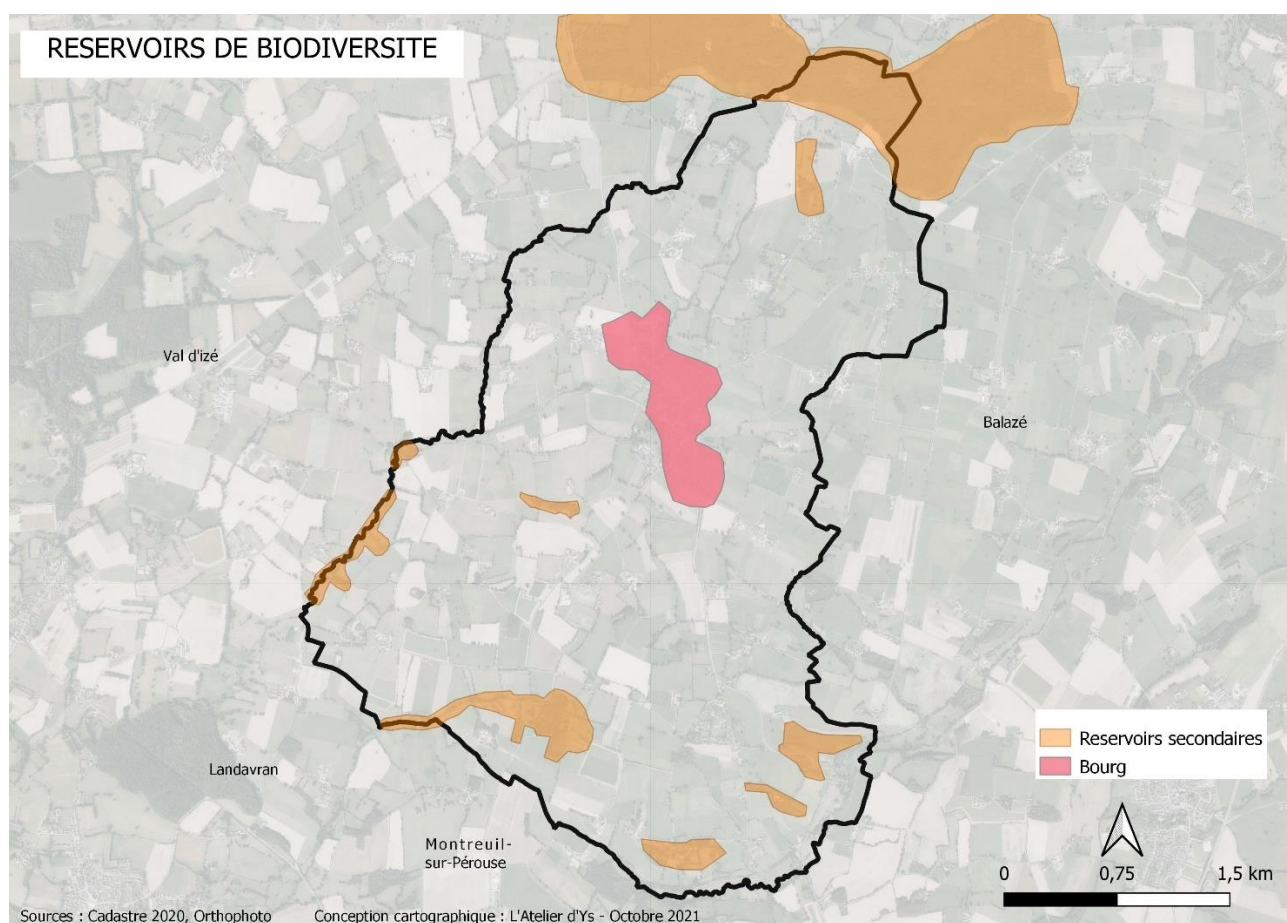 RESERVOIRS DE BIODIVERSITE
Val d'izé
Balazé
Landavran
Montreuil-
sur-Pérouse
Reservoirs secondaires
Bourg
0 0,75 1,5 km
Sources : Cadastre 2020, Orthophoto Conception cartographique : L'Atelier d'Ys - Octobre 2021